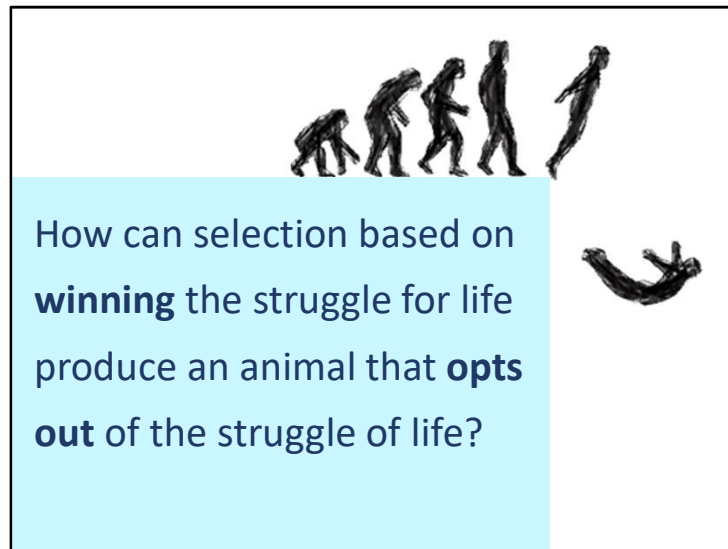 How can selection based on
winning the struggle for life
produce an animal that opts
out of the struggle of life?